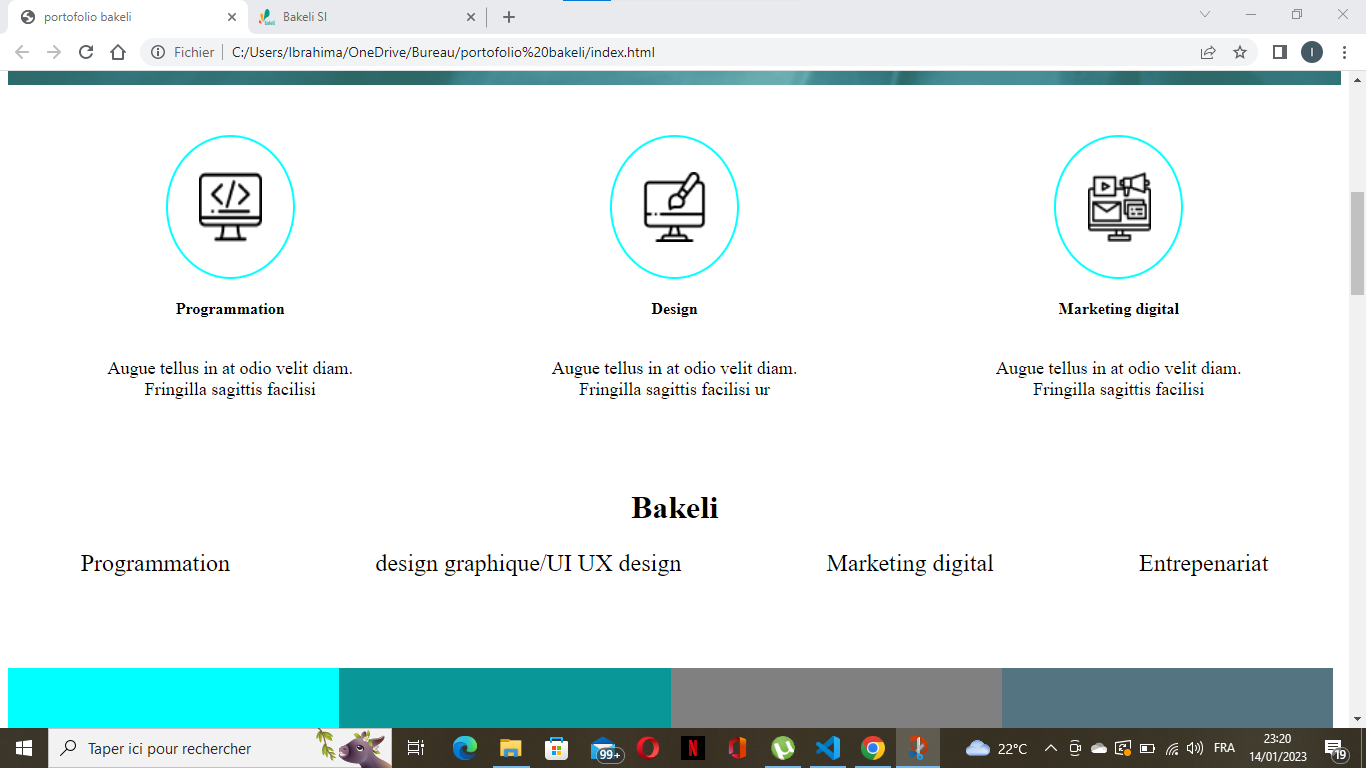 portofolio bakeli
Bakeli SI
Fichier
C:/Users/Ibrahima/OneDrive/Bureau/portofolio%20bakeli/index.html
I
Programmation
Design
Marketing digital
Augue tellus in at odio velit diam.
Fringilla sagittis facilisi
Augue tellus in at odio velit diam.
Fringilla sagittis facilisi ur
Augue tellus in at odio velit diam.
Fringilla sagittis facilisi
Bakeli
Programmation
design graphique/UI UX design
Marketing digital
Entrepenariat
Taper ici pour rechercher
99+
N
22°C
FRA
23:20
14/01/2023
19